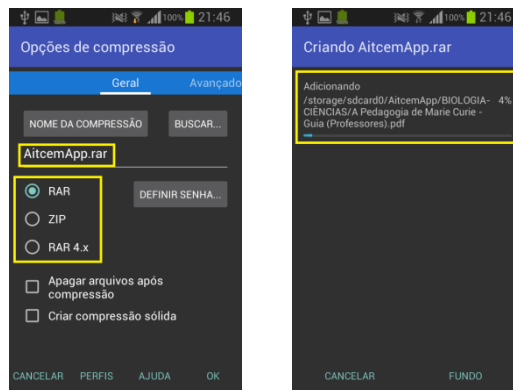 100% 21:46
Opções de compressão
Geral Avançado
NOME DA COMPRESSÃO BUSCAR...
AitcemApp.rar
RAR DEFINIR SENHA...
ZIP
RAR 4.x
Apagar arquivos após
compressão
Criar compressão sólida
CANCELAR PERFIS AJUDA OK
100% 21:46
Criando AitcemApp.rar
Adicionando
/storage/sdcard0/AitcemApp/BIOLOGIA- 4%
CIÊNCIAS/A Pedagogia de Marie Curie -
Guia (Professores).pdf
CANCELAR FUNDO